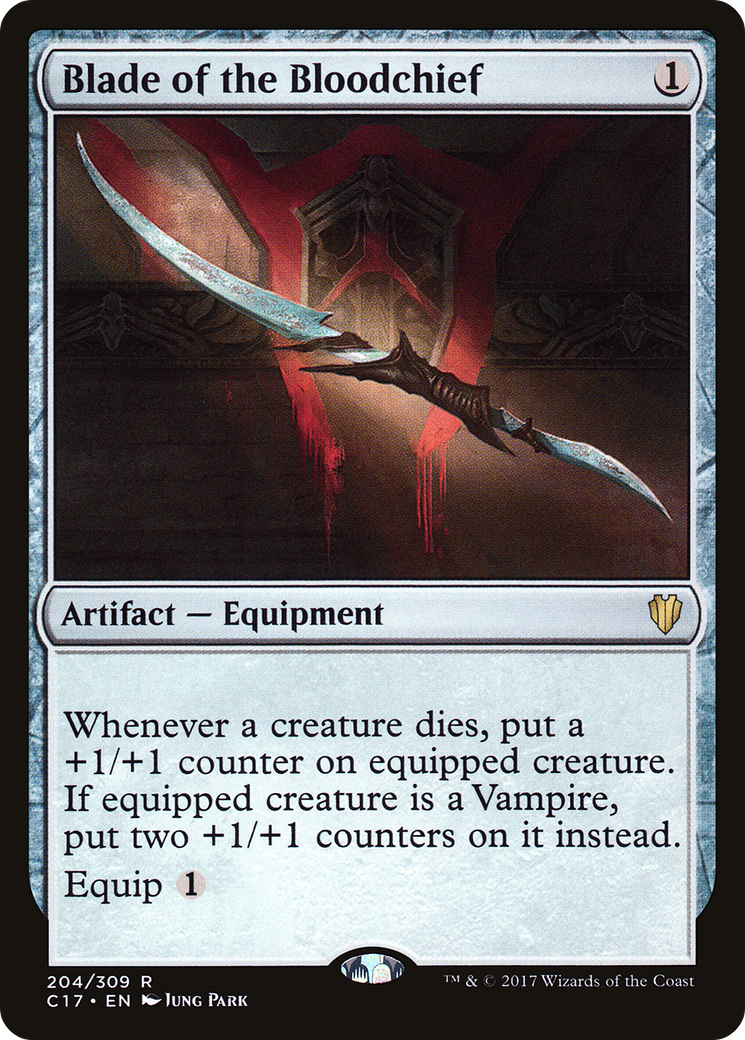 Blade of the Bloodchief 1
Artifact — Equipment
Whenever a creature dies, put a
+1/+1 counter on equipped creature.
If equipped creature is a Vampire,
put two +1/+1 counters on it instead.
Equip 1
204/309 R
C17 • EN Jung Park
™ & © 2017 Wizards of the Coast